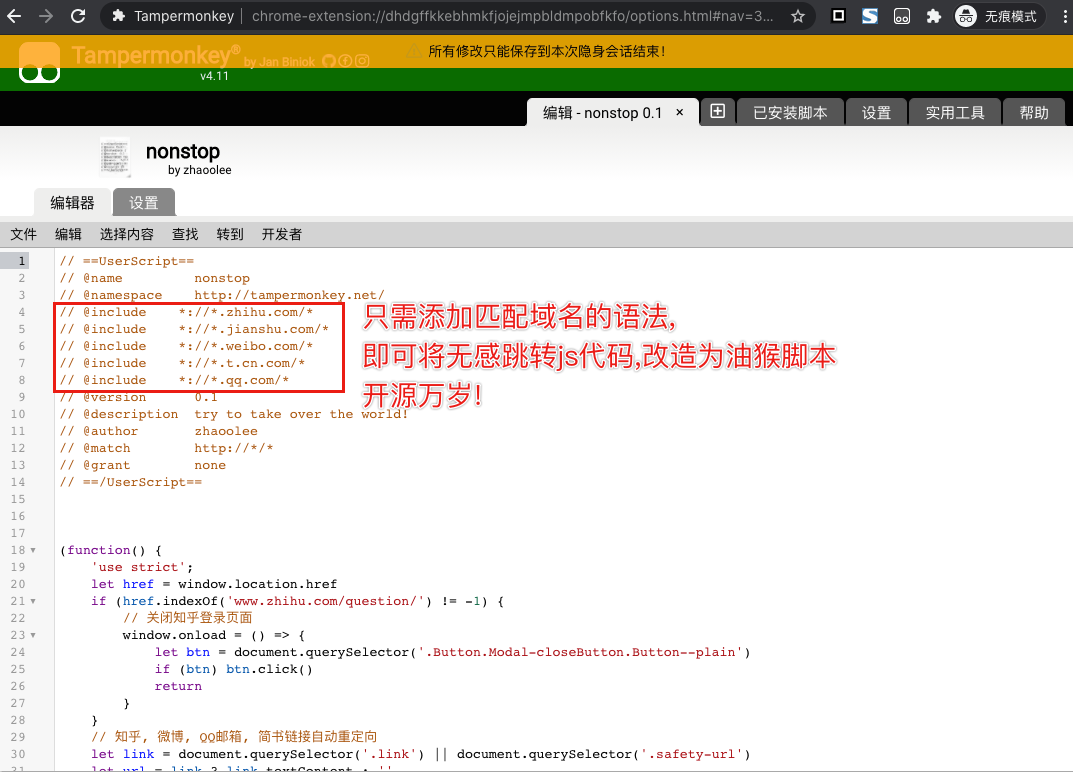 Tampermonkey
chrome-extension://dhdgffkkebhmkfjojejmpbldmpobfkfo/options.html#nav=3...
无痕模式
Tampermonkey® by Jan Biniok
所有修改只能保存到本次隐身会话结束!
v4.11
编辑 - nonstop 0.1 ×
已安装脚本
设置
实用工具
帮助
nonstop
by zhaoolee
编辑器
设置
文件 编辑 选择内容 查找 转到 开发者
1 // ==UserScript==
2 // @name         nonstop
3 // @namespace    http://tampermonkey.net/
4 // @include    *://*.zhihu.com/*
5 // @include    *://*.jianshu.com/*
6 // @include    *://*.weibo.com/*
7 // @include    *://*.t.cn.com/*
8 // @include    *://*.qq.com/*
只需添加匹配域名的语法,
即可将无感跳转js代码,改造为油猴脚本
开源万岁!
9 // @version      0.1
10 // @description  try to take over the world!
11 // @author       zhaoolee
12 // @match        http://*/*
13 // @grant        none
14 // ==/UserScript==
15
16
17
18 (function() {
19     'use strict';
20     let href = window.location.href
21     if (href.indexOf('www.zhihu.com/question/') != -1) {
22         // 关闭知乎登录页面
23         window.onload = () => {
24             let btn = document.querySelector('.Button.Modal-closeButton.Button--plain')
25             if (btn) btn.click()
26             return
27         }
28     }
29     // 知乎, 微博, QQ邮箱, 简书链接自动重定向
30     let link = document.querySelector('.link') || document.querySelector('.safety-url')
31     let url = link ? link.textContent : ''